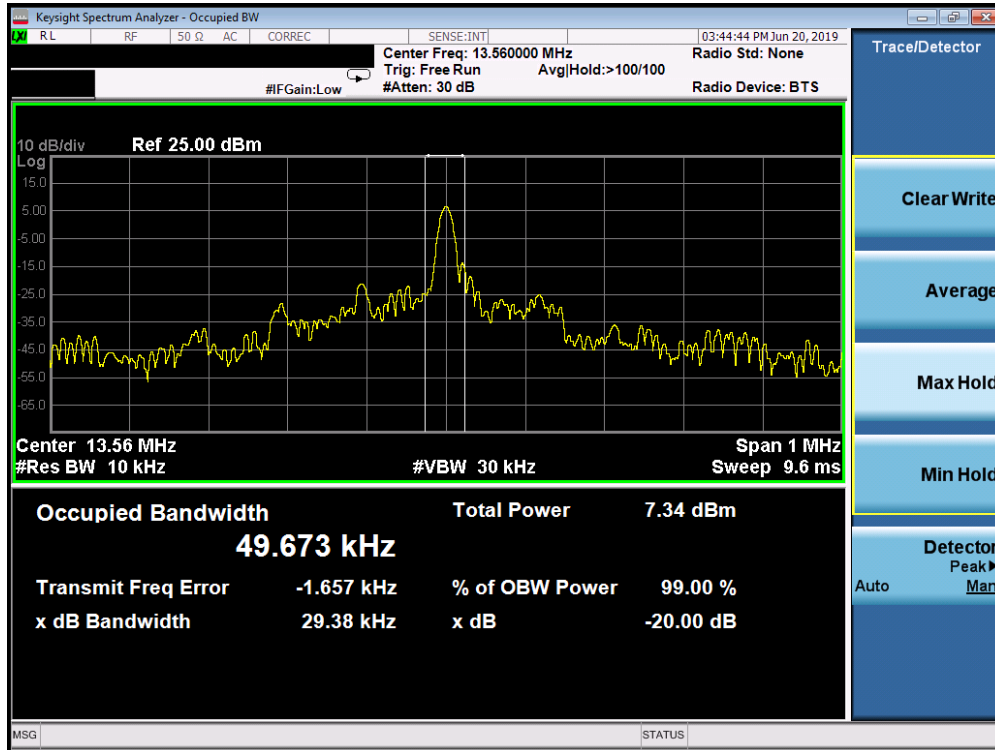 Keysight Spectrum Analyzer - Occupied BW
LXI RL RF 50 Ω AC CORREC SENSE:INT 03:44:44 PM Jun 20, 2019
Center Freq: 13.560000 MHz Radio Std: None
Trig: Free Run Avg|Hold:>100/100
#IFGain:Low #Atten: 30 dB Radio Device: BTS
10 dB/div Ref 25.00 dBm
Log
15.0
5.00
-5.00
-15.0
-25.0
-35.0
-45.0
-55.0
-65.0
Center 13.56 MHz Span 1 MHz
#Res BW 10 kHz #VBW 30 kHz Sweep 9.6 ms
Occupied Bandwidth Total Power 7.34 dBm
49.673 kHz
Transmit Freq Error -1.657 kHz % of OBW Power 99.00 %
x dB Bandwidth 29.38 kHz x dB -20.00 dB
MSG STATUS
Trace/Detector
Clear Write
Average
Max Hold
Min Hold
Detector
Peak▶
Auto Man